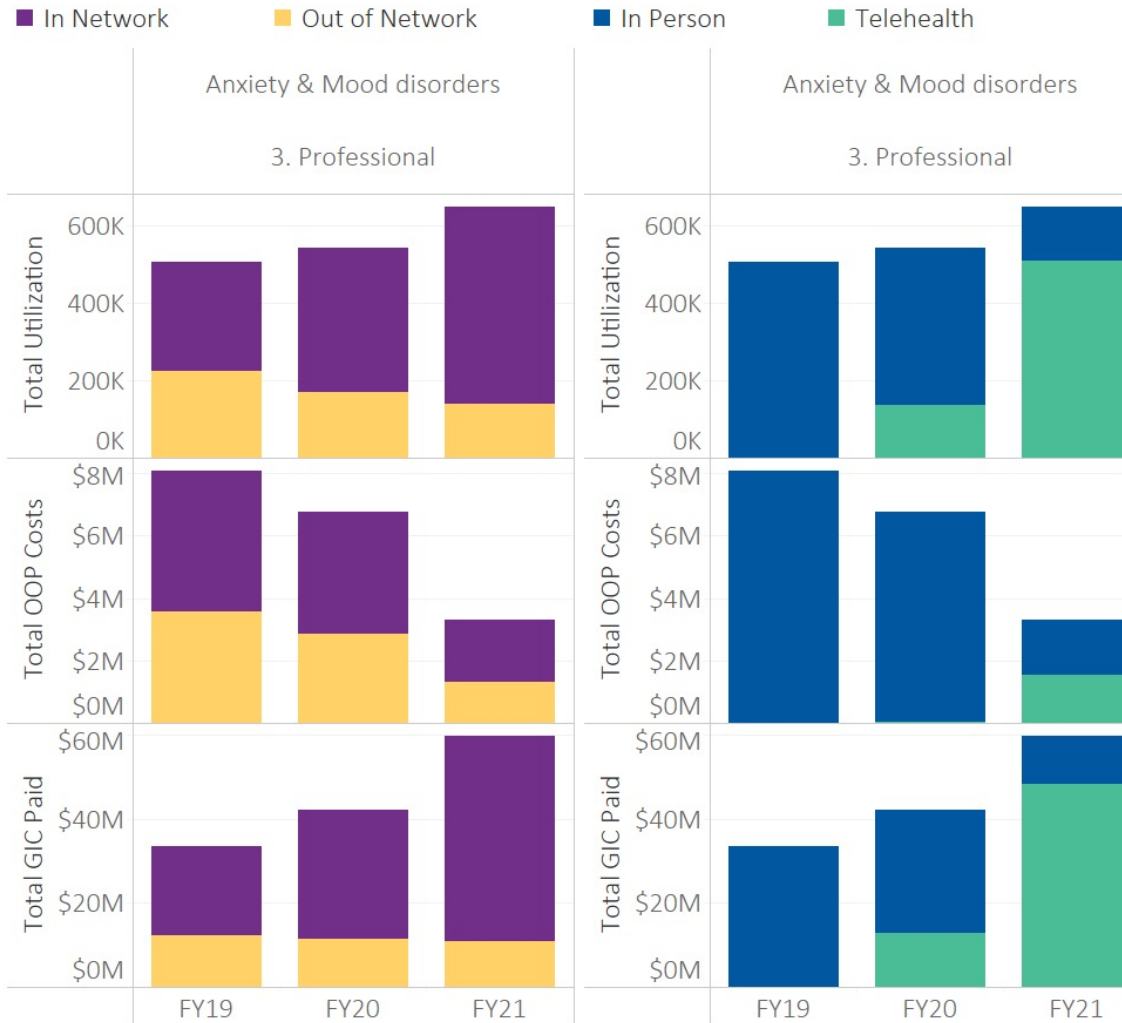 In Network Out of Network In Person Telehealth
Anxiety & Mood disorders Anxiety & Mood disorders
3. Professional 3. Professional
Total Utilization
600K
400K
200K
0K
Total Utilization
600K
400K
200K
0K
Total OOP Costs
$8M
$6M
$4M
$2M
$0M
Total OOP Costs
$8M
$6M
$4M
$2M
$0M
Total GIC Paid
$60M
$40M
$20M
$0M
Total GIC Paid
$60M
$40M
$20M
$0M
FY19 FY20 FY21 FY19 FY20 FY21